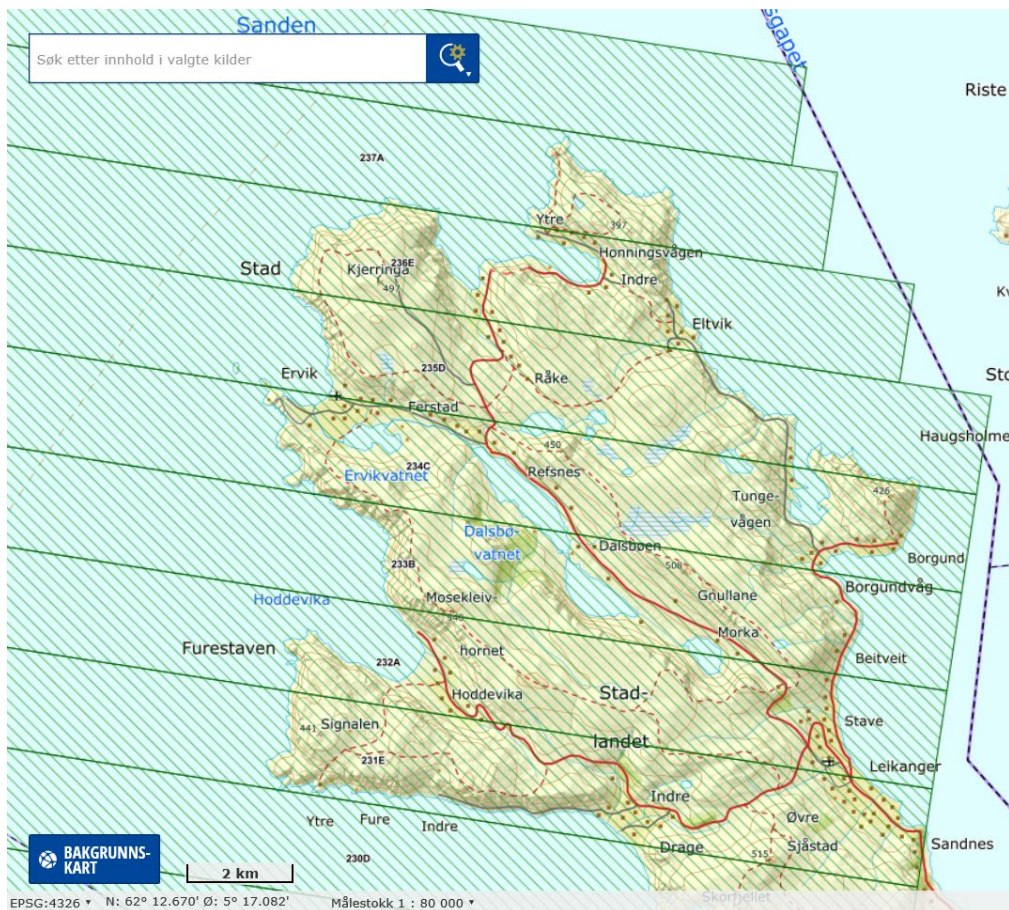 Sanden
sgapet
Søk etter innhold i valgte kilder
Riste
237A
Ytre
397
Honningsvågen
Stad
Kjerringa
236E
497
Indre
Eltvik
Ervik
235D
Råke
Sto
Ferstad
Haugsholme
450
Refsnes
234C
Ervikvatnet
426
Tunge-
vågen
Dalsbø-
vatnet
Dalsbøen
Borgund
233B
508
Borgundvåg
Hoddevika
Mosekleiv-
Gnullane
Morka
Furestaven
hornet
232A
Beitveit
Hoddevika
Stad-
441
Signalen
Stave
landet
231E
Leikanger
Indre
Ytre Fure Indre
Øvre
Sjåstad
Drage
515
Sandnes
230D
BAKGRUNNS-
KART
2 km
Skorfjellet
EPSG:4326 N: 62° 12.670' Ø: 5° 17.082' Målestokk 1 : 80 000